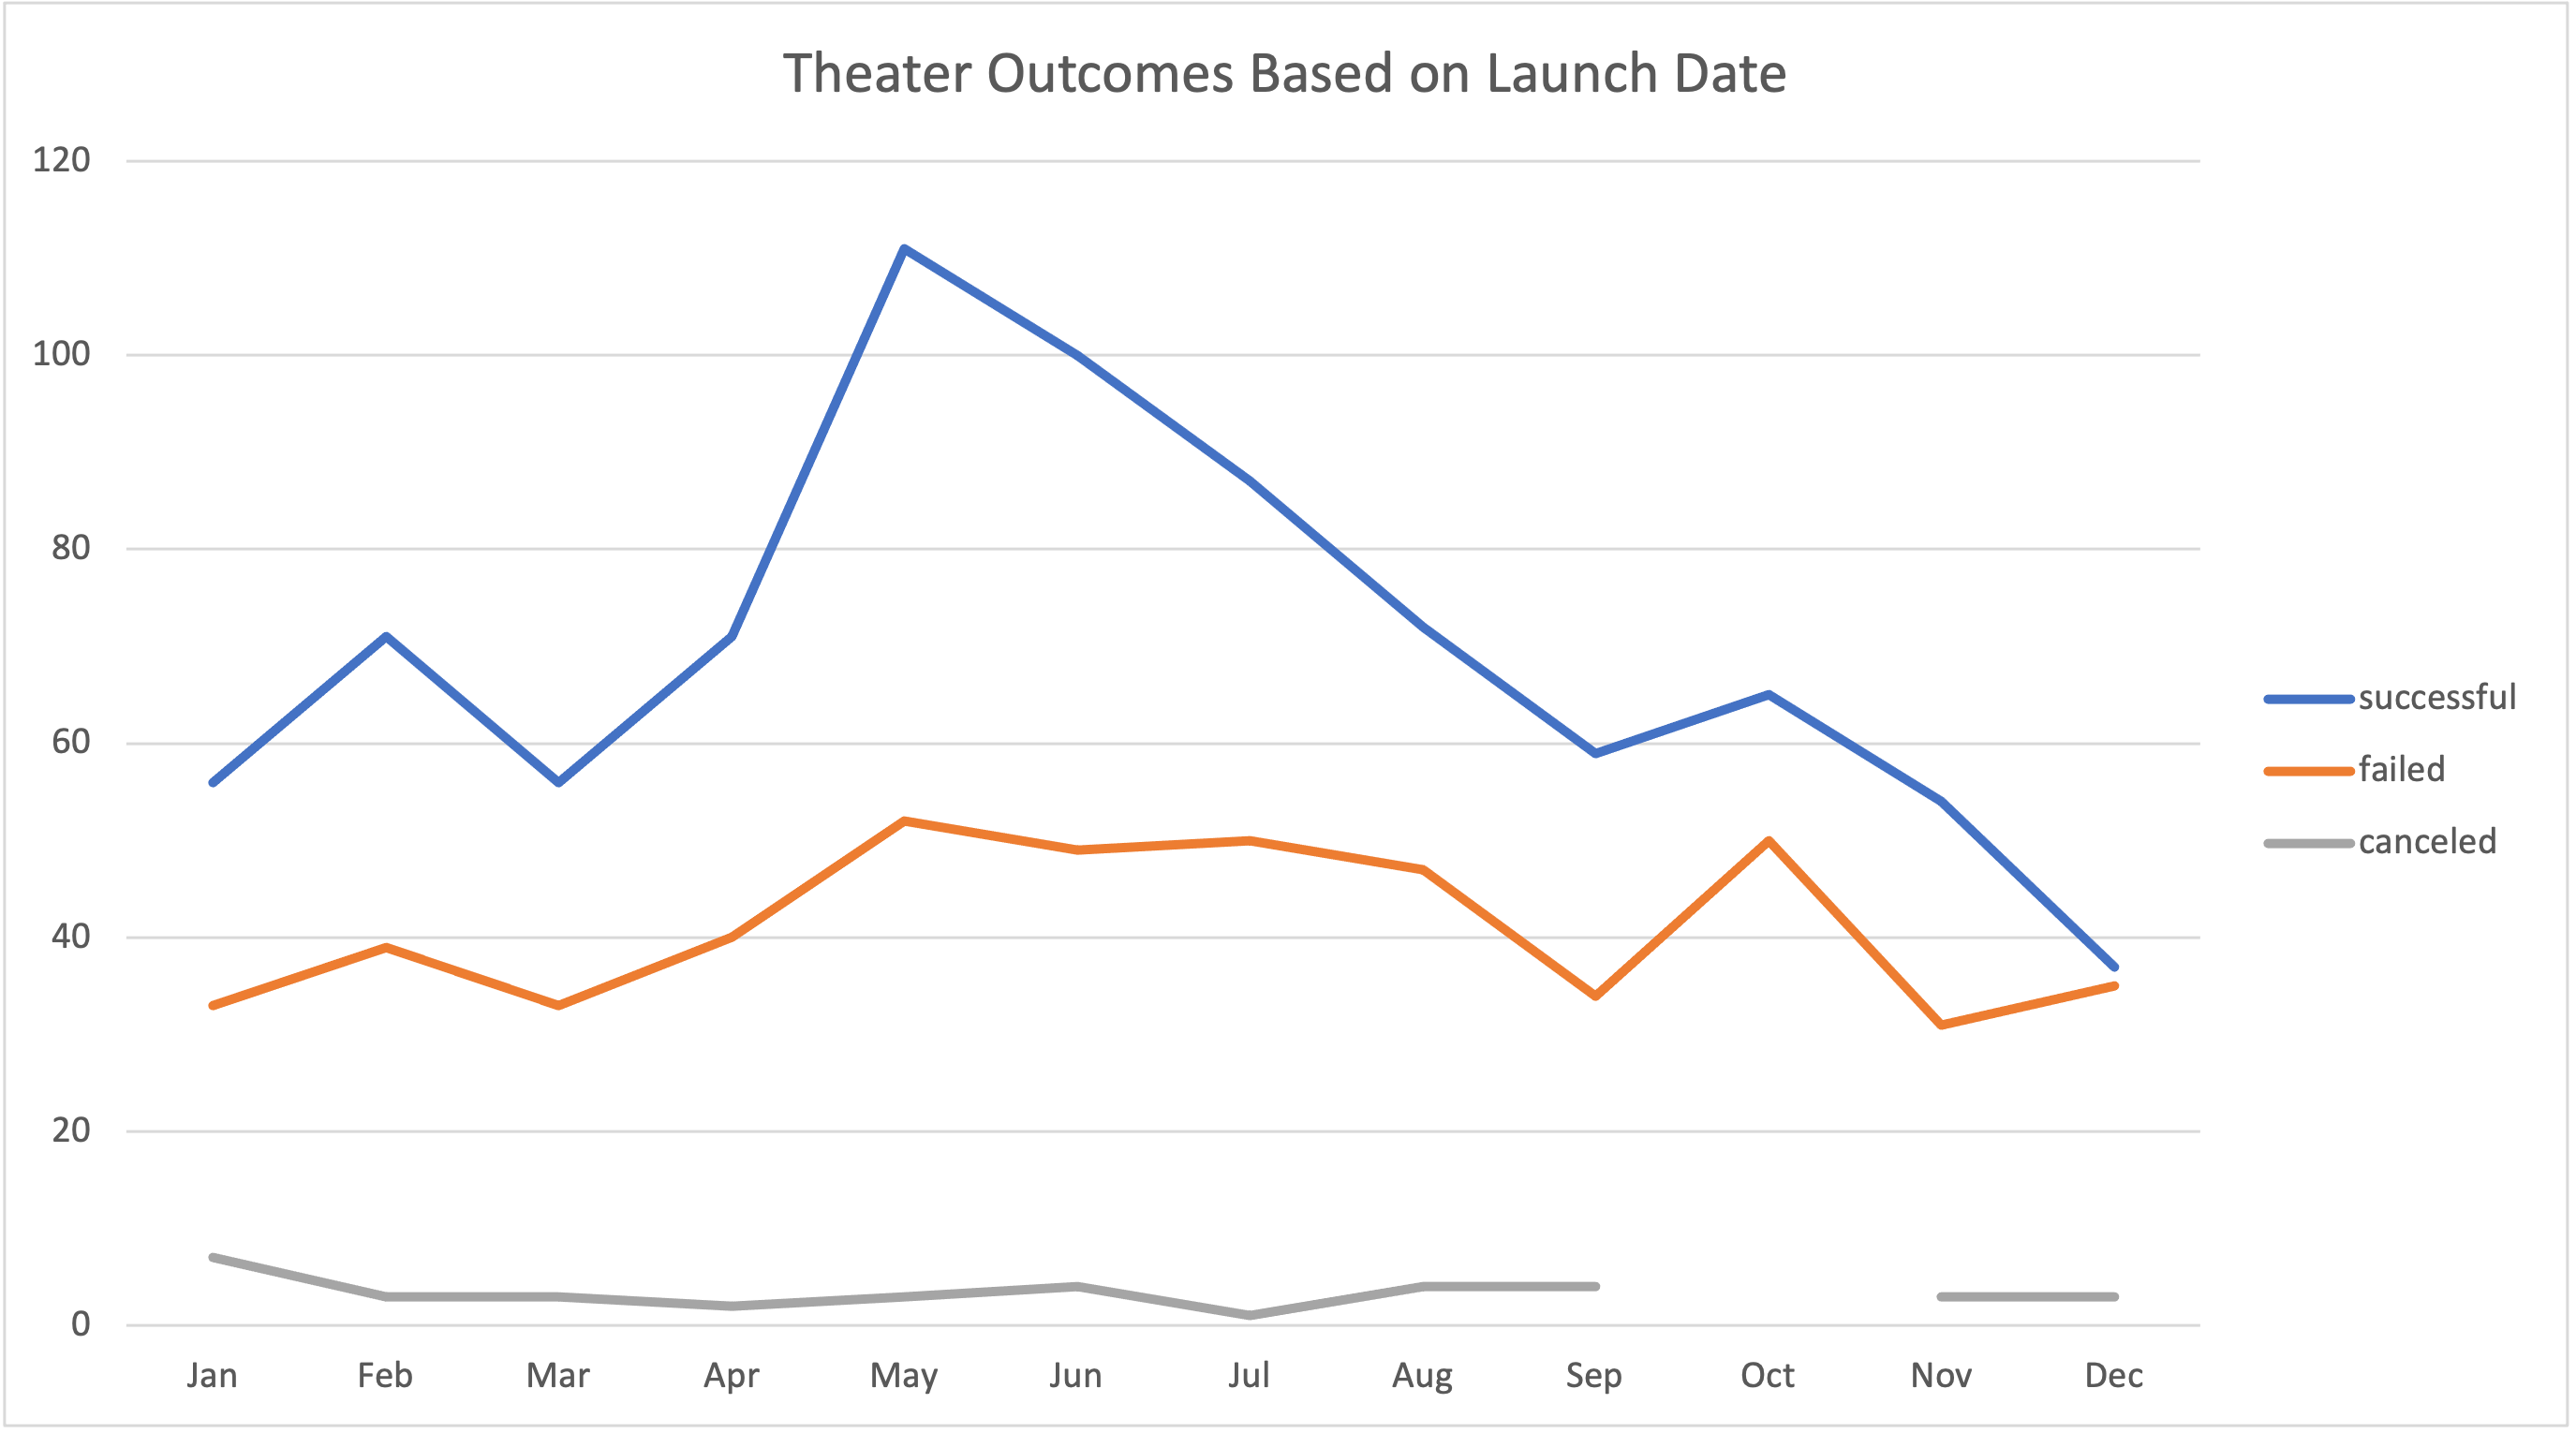 Theater Outcomes Based on Launch Date
120
100
80
60
40
20
0
Jan Feb Mar Apr May Jun Jul Aug Sep Oct Nov Dec
successful
failed
canceled